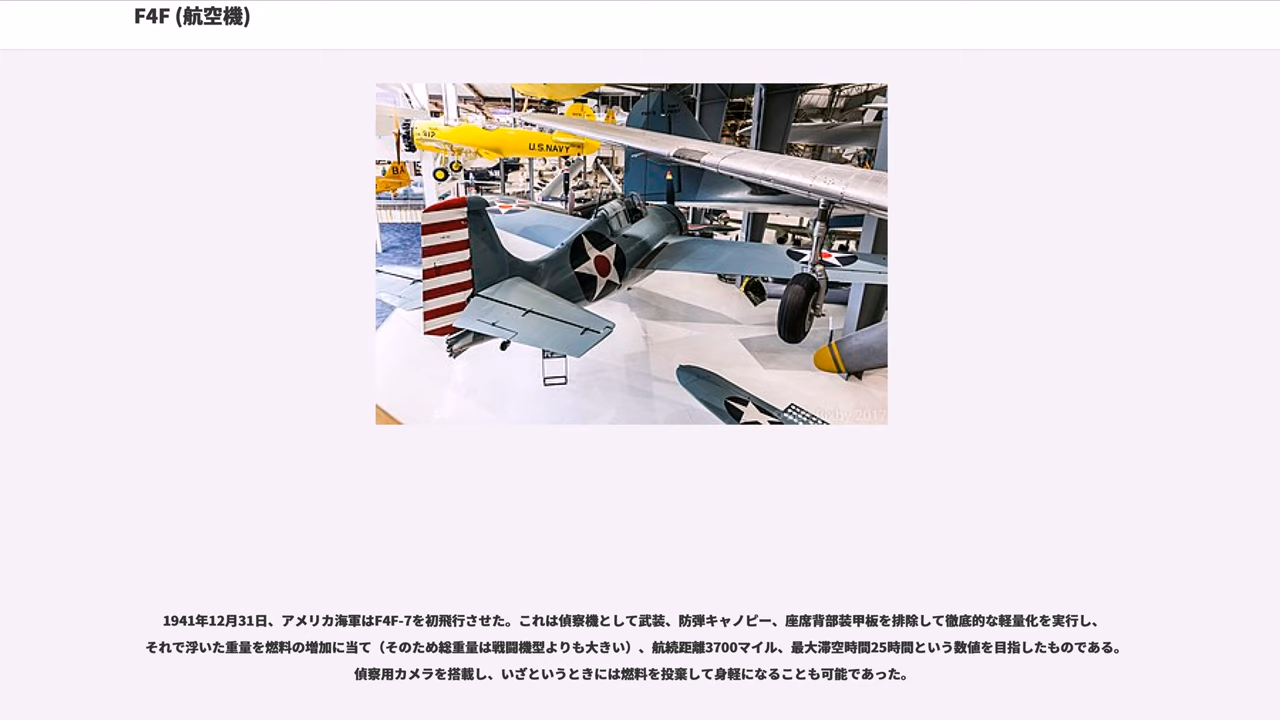 F4F (航空機)
U.S.NAVY
BA
1941年12月31日、アメリカ海軍はF4F-7を初飛行させた。これは偵察機として武装、防弾キャノピー、座席背部装甲板を排除して徹底的な軽量化を実行し、
それで浮いた重量を燃料の増加に当て（そのため総重量は戦闘機型よりも大きい）、航続距離3700マイル、最大滞空時間25時間という数値を目指したものである。
偵察用カメラを搭載し、いざというときには燃料を投棄して身軽になることも可能であった。